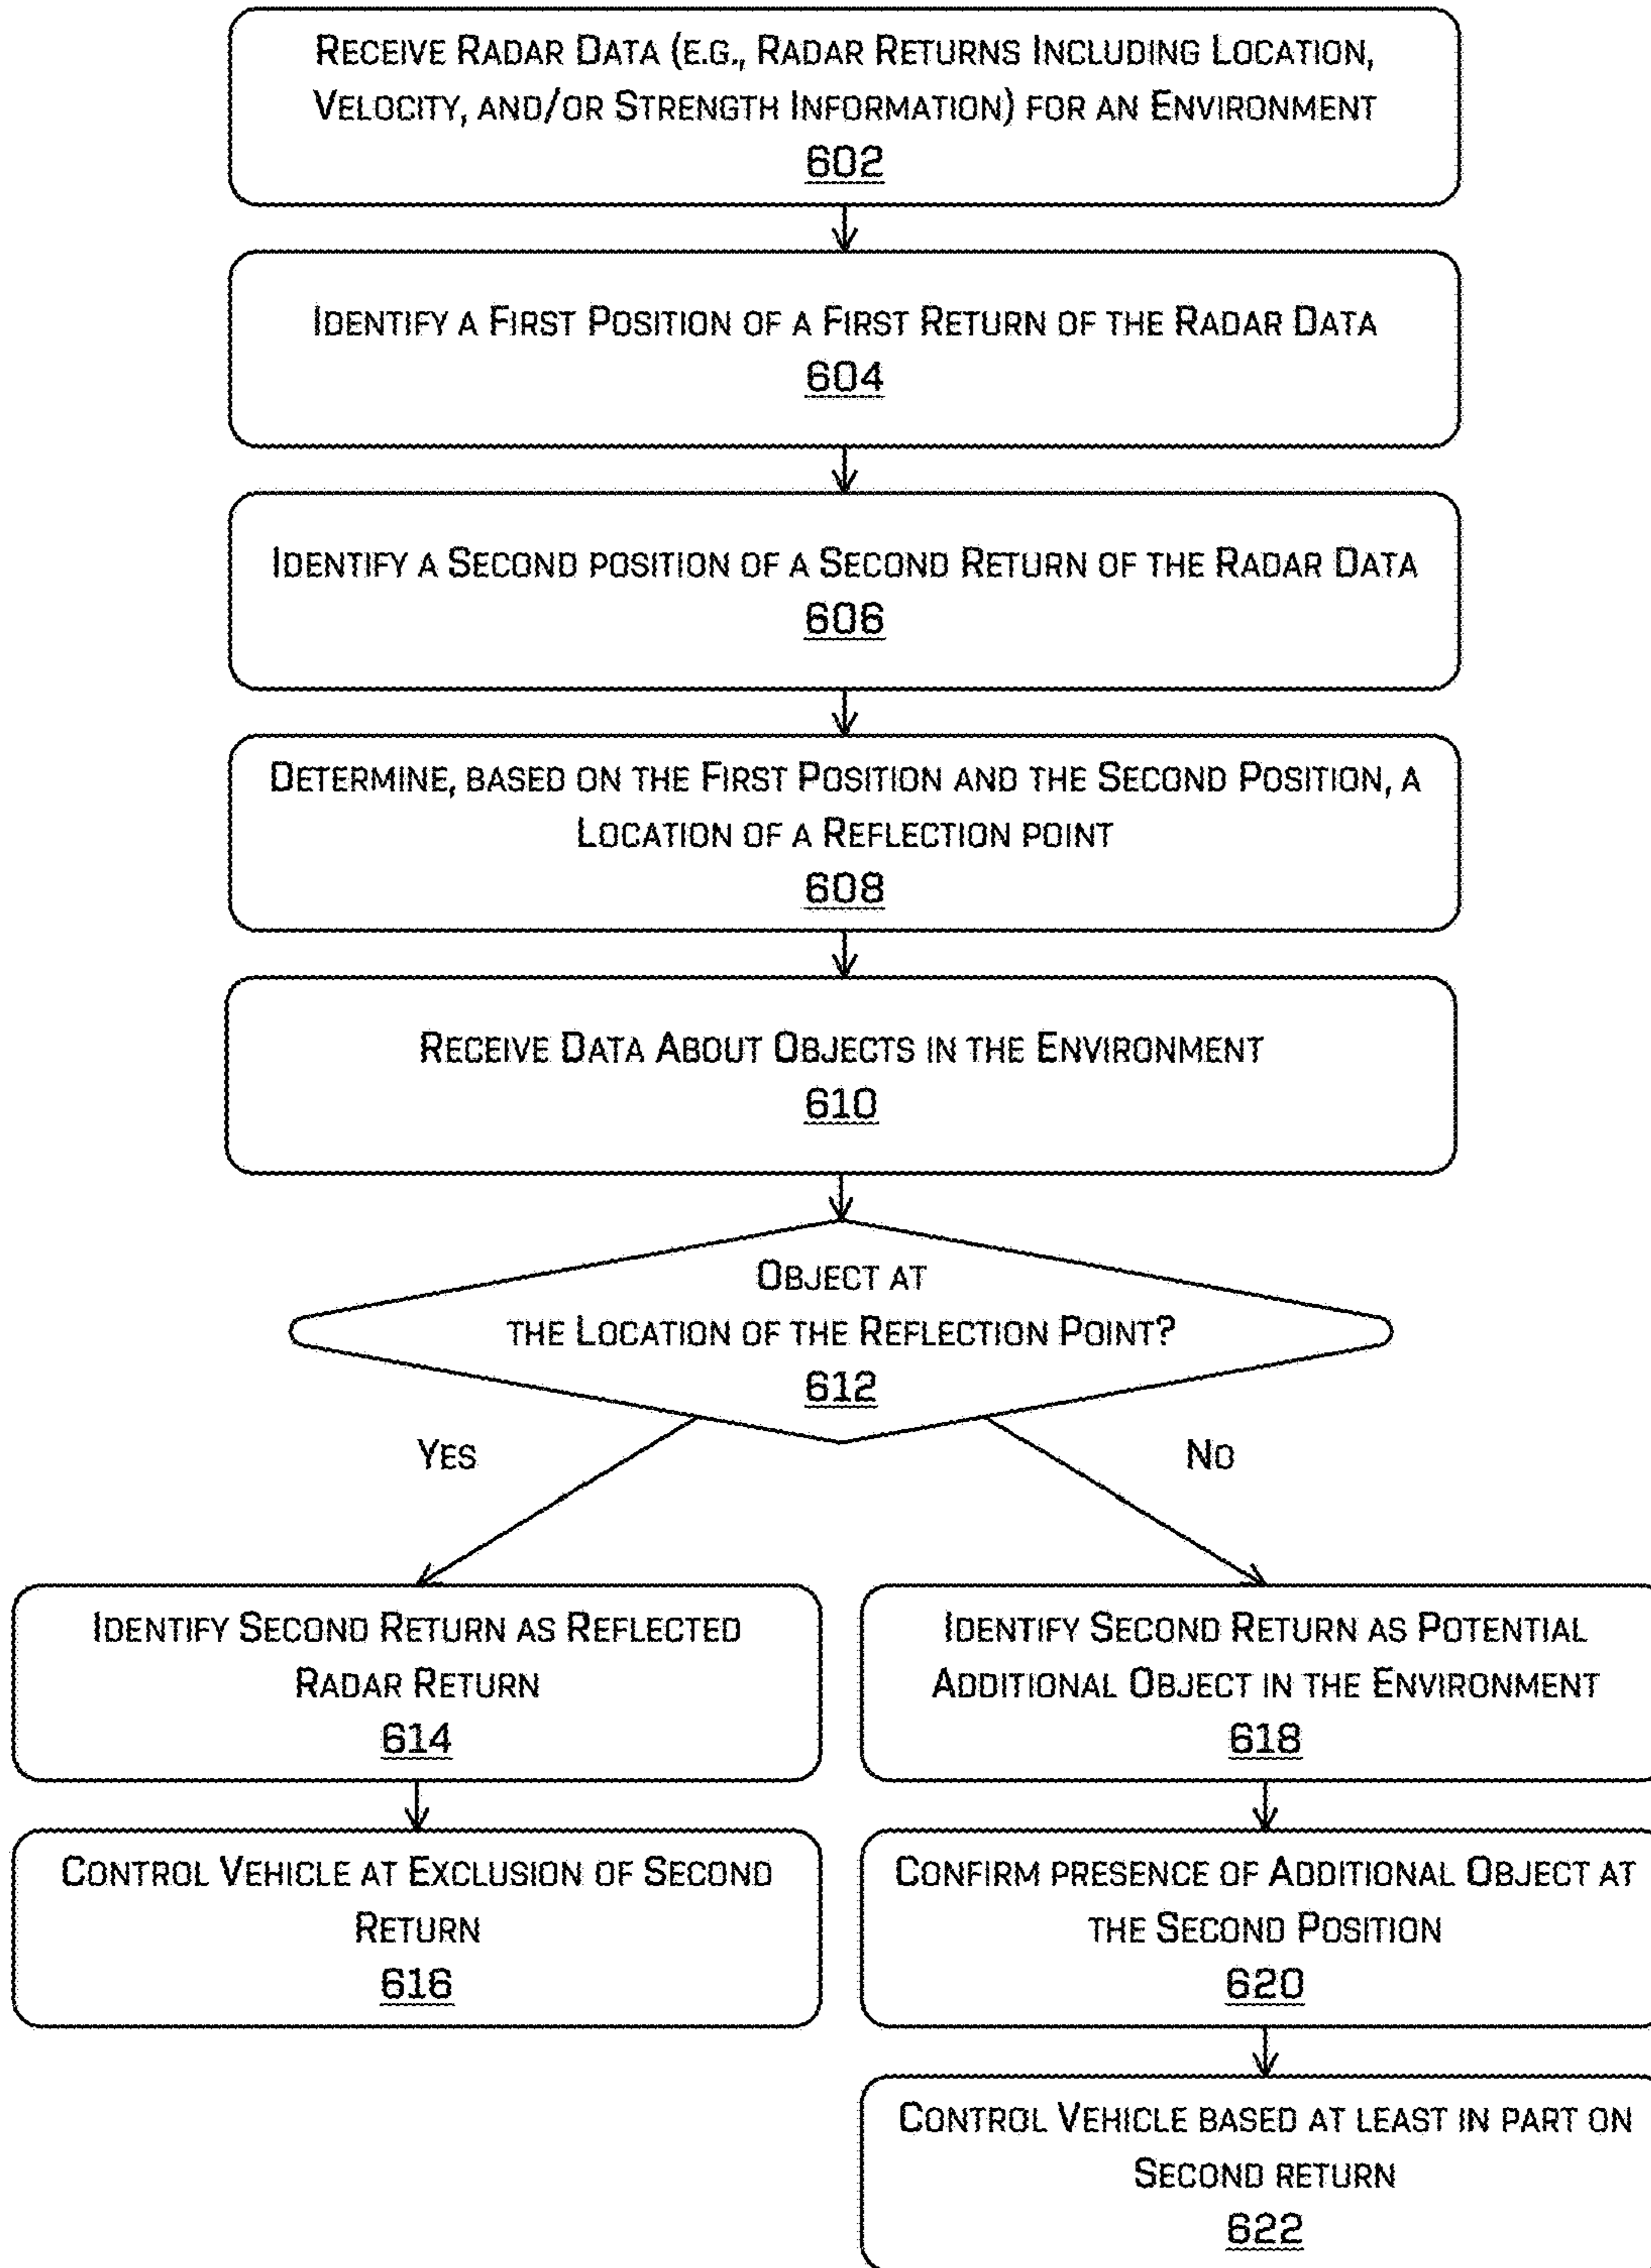 RECEIVE RADAR DATA (E.G., RADAR RETURNS INCLUDING LOCATION,
VELOCITY, AND/OR STRENGTH INFORMATION) FOR AN ENVIRONMENT
602
IDENTIFY A FIRST POSITION OF A FIRST RETURN OF THE RADAR DATA
604
IDENTIFY A SECOND POSITION OF A SECOND RETURN OF THE RADAR DATA
606
DETERMINE, BASED ON THE FIRST POSITION AND THE SECOND POSITION, A
LOCATION OF A REFLECTION POINT
608
RECEIVE DATA ABOUT OBJECTS IN THE ENVIRONMENT
610
OBJECT AT
THE LOCATION OF THE REFLECTION POINT?
612
YES
NO
IDENTIFY SECOND RETURN AS REFLECTED
RADAR RETURN
614
CONTROL VEHICLE AT EXCLUSION OF SECOND
RETURN
616
IDENTIFY SECOND RETURN AS POTENTIAL
ADDITIONAL OBJECT IN THE ENVIRONMENT
618
CONFIRM PRESENCE OF ADDITIONAL OBJECT AT
THE SECOND POSITION
620
CONTROL VEHICLE BASED AT LEAST IN PART ON
SECOND RETURN
622